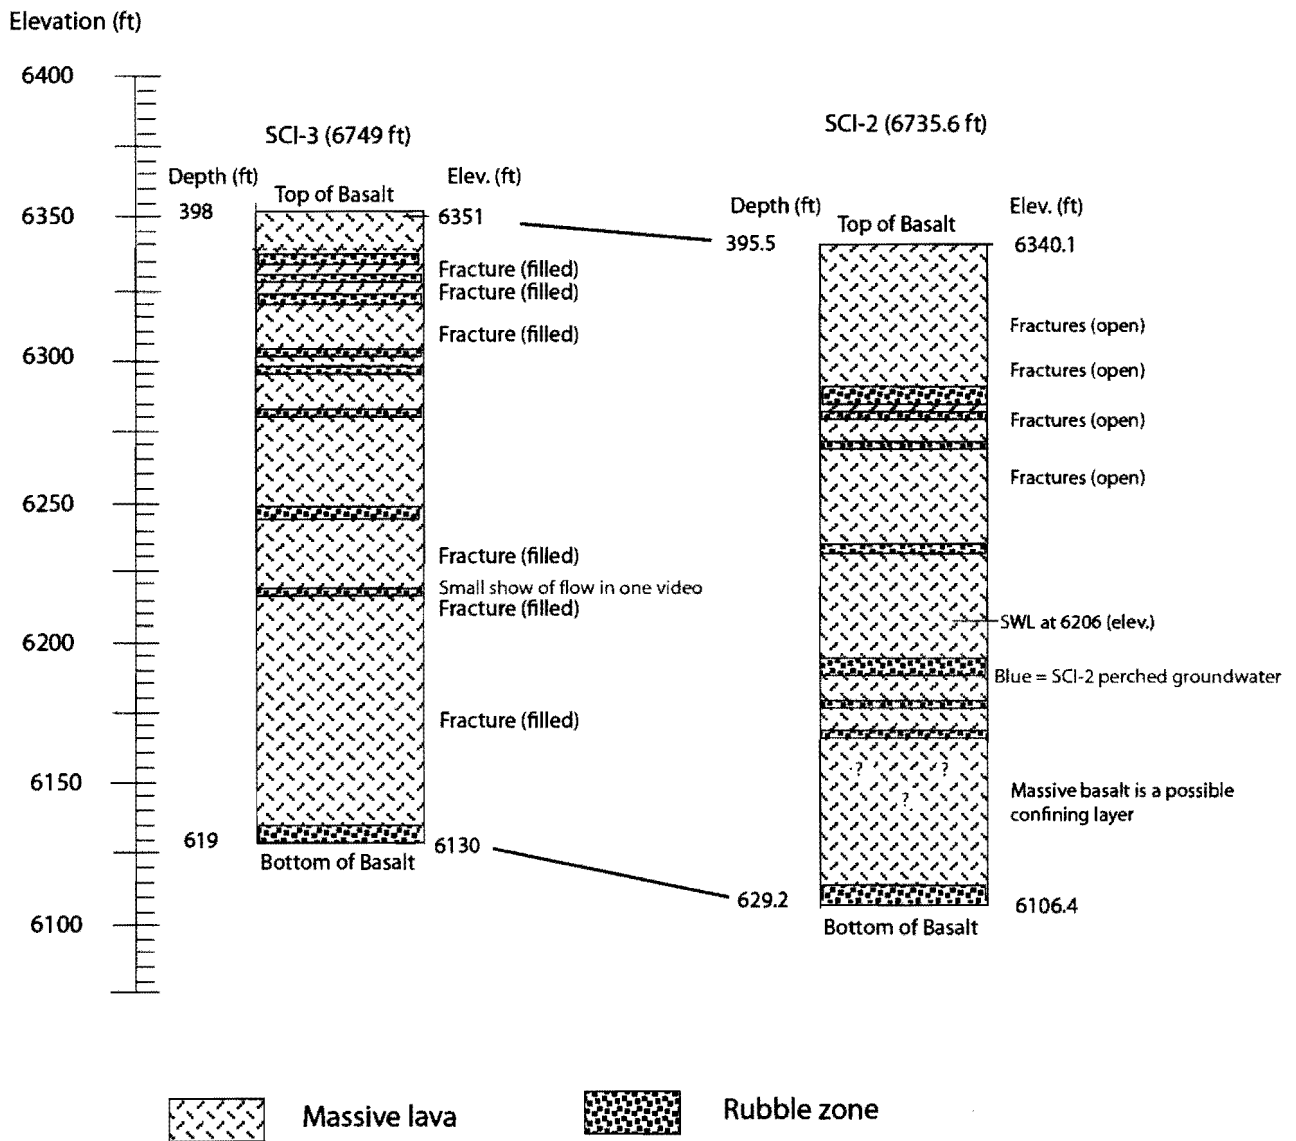 Elevation (ft)
6400
6350
6300
6250
6200
6150
6100
SCI-3 (6749 ft)
Depth (ft)
Top of Basalt
Elev. (ft)
398
6351
Fracture (filled)
Fracture (filled)
Fracture (filled)
Fracture (filled)
Small show of flow in one video
Fracture (filled)
Fracture (filled)
619
6130
Bottom of Basalt
SCI-2 (6735.6 ft)
Depth (ft)
Top of Basalt
Elev. (ft)
395.5
6340.1
Fractures (open)
Fractures (open)
Fractures (open)
Fractures (open)
SWL at 6206 (elev.)
Blue = SCI-2 perched groundwater
? ?
?
Massive basalt is a possible
confining layer
629.2
6106.4
Bottom of Basalt
Massive lava
Rubble zone